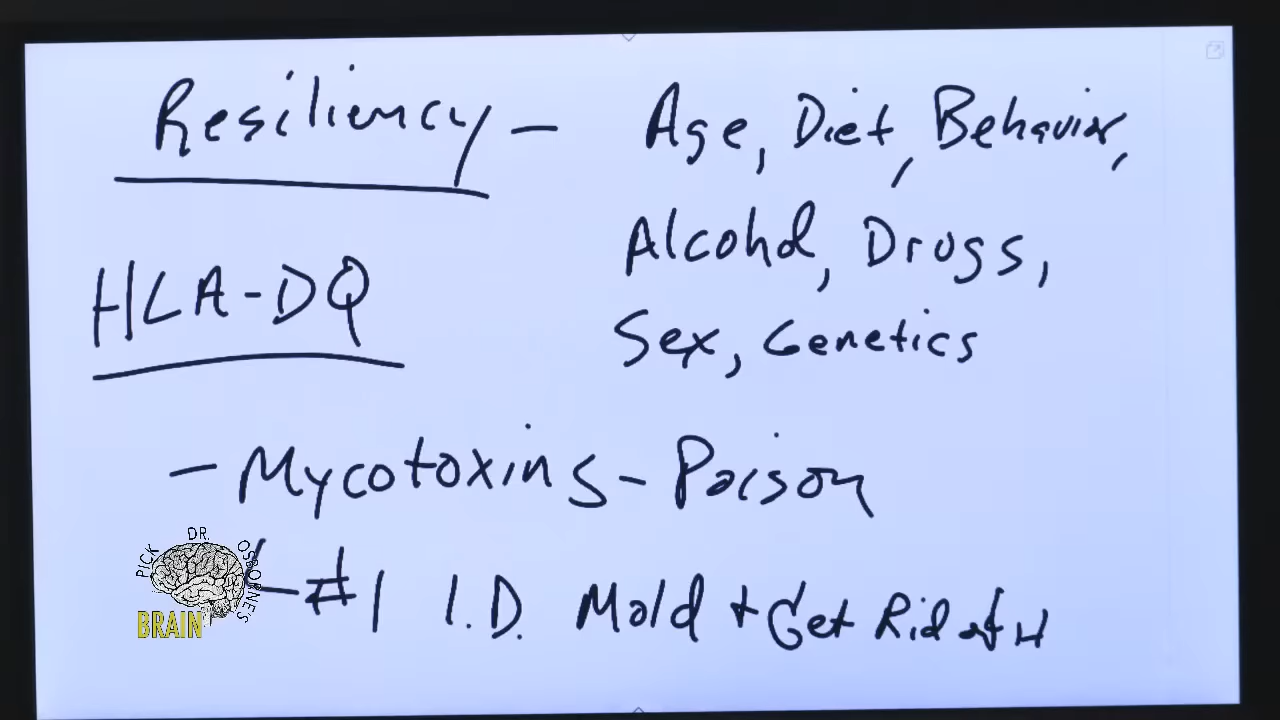 Resiliency - Age, Diet, Behavior,
Alcohol, Drugs,
HLA-DQ
Sex, Genetics
- Mycotoxins - Poison
#1 I.D. Mold + Get Rid of It
PICK DR. OSBORNE'S
BRAIN